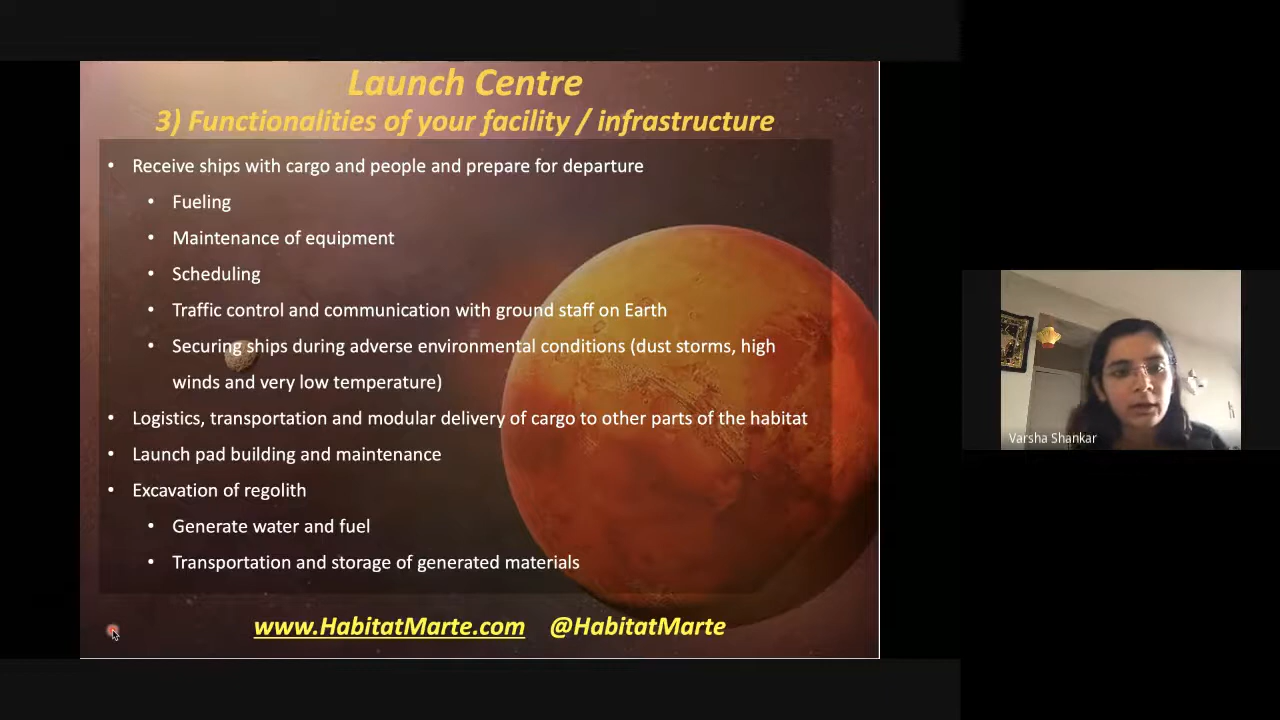 Launch Centre
3) Functionalities of your facility / infrastructure
• Receive ships with cargo and people and prepare for departure
• Fueling
• Maintenance of equipment
• Scheduling
• Traffic control and communication with ground staff on Earth
• Securing ships during adverse environmental conditions (dust storms, high
winds and very low temperature)
• Logistics, transportation and modular delivery of cargo to other parts of the habitat
• Launch pad building and maintenance
• Excavation of regolith
• Generate water and fuel
• Transportation and storage of generated materials
www.HabitatMarte.com @HabitatMarte
Varsha Shankar